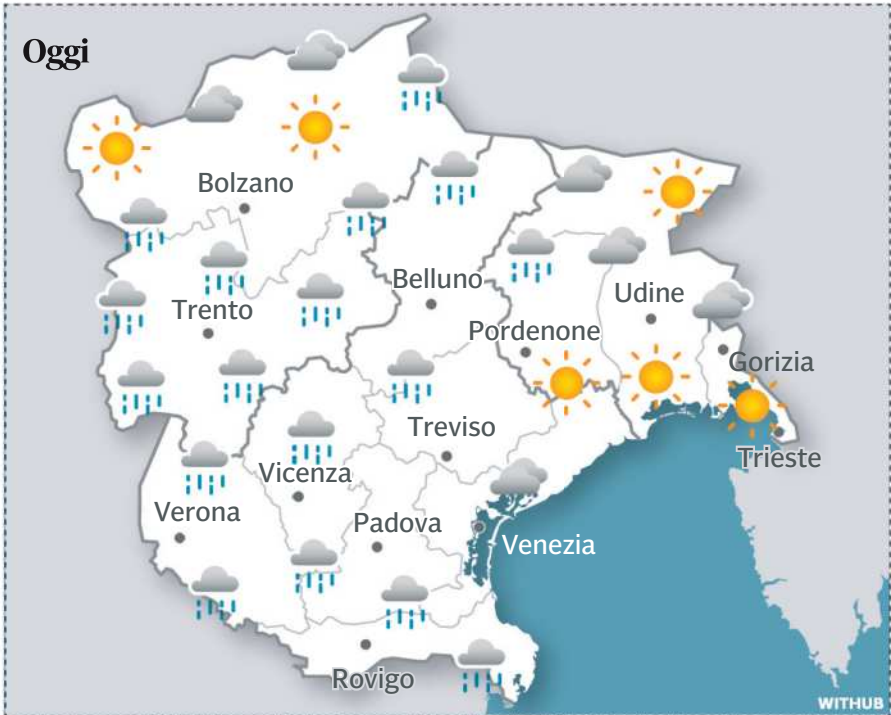 Oggi
Bolzano
Belluno
Udine
Trento
Pordenone
Gorizia
Treviso
Trieste
Vicenza
Verona
Padova
Venezia
Rovigo
WITHUB